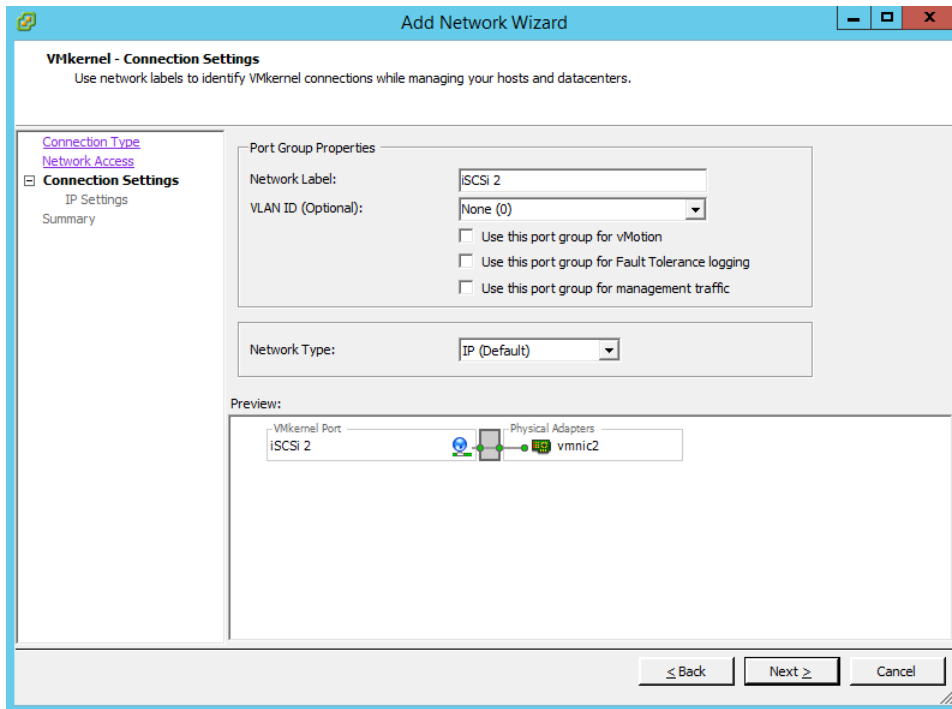 Add Network Wizard
VMkernel - Connection Settings
Use network labels to identify VMkernel connections while managing your hosts and datacenters.
Connection Type
Network Access
Connection Settings
IP Settings
Summary
Port Group Properties
Network Label:
iSCSi 2
VLAN ID (Optional):
None (0)
Use this port group for vMotion
Use this port group for Fault Tolerance logging
Use this port group for management traffic
Network Type:
IP (Default)
Preview:
VMkernel Port
iSCSi 2
Physical Adapters
vmnic2
< Back
Next >
Cancel